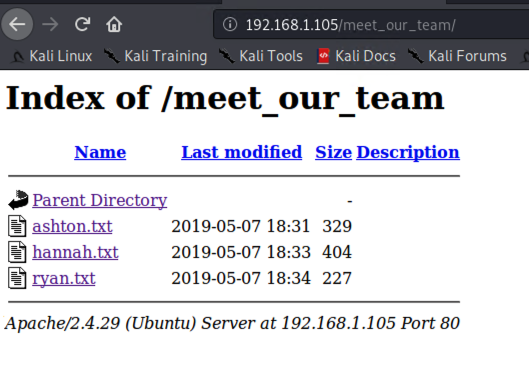 192.168.1.105/meet_our_team/
Kali Linux Kali Training Kali Tools Kali Docs Kali Forums
Index of /meet_our_team
Name Last modified Size Description
Parent Directory -
ashton.txt 2019-05-07 18:31 329
hannah.txt 2019-05-07 18:33 404
ryan.txt 2019-05-07 18:34 227
Apache/2.4.29 (Ubuntu) Server at 192.168.1.105 Port 80